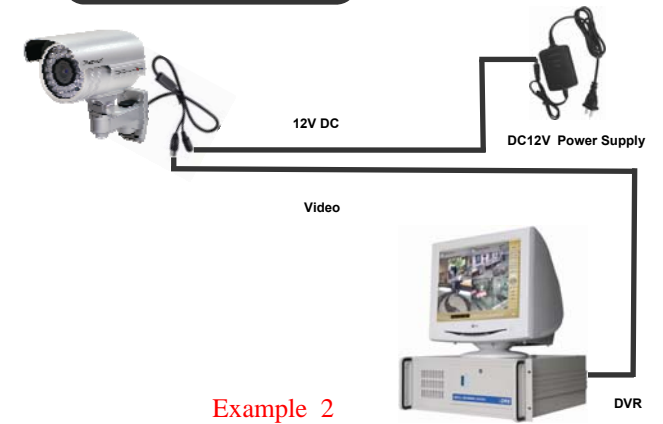 12V DC
DC12V  Power Supply
Video
Example  2
DVR